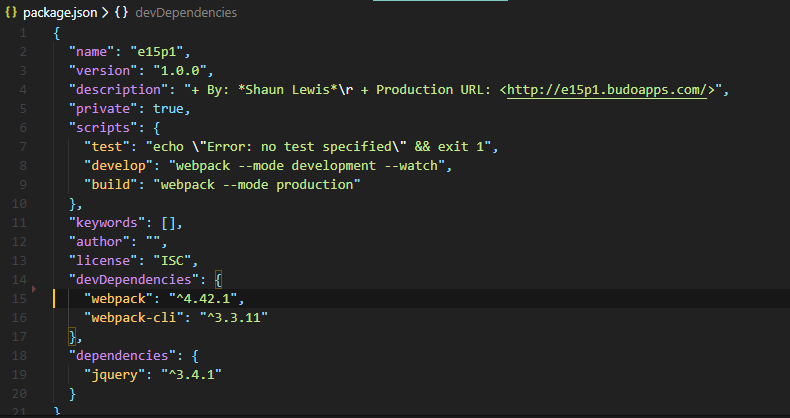 {} package.json > {} devDependencies
1 {
2 "name": "e15p1",
3 "version": "1.0.0",
4 "description": "+ By: *Shaun Lewis*\r + Production URL: <http://e15p1.budoapps.com/>",
5 "private": true,
6 "scripts": {
7 "test": "echo \"Error: no test specified\" && exit 1",
8 "develop": "webpack --mode development --watch",
9 "build": "webpack --mode production"
10 },
11 "keywords": [],
12 "author": "",
13 "license": "ISC",
14 "devDependencies": {
15 "webpack": "^4.42.1",
16 "webpack-cli": "^3.3.11"
17 },
18 "dependencies": {
19 "jquery": "^3.4.1"
20 }
21 }